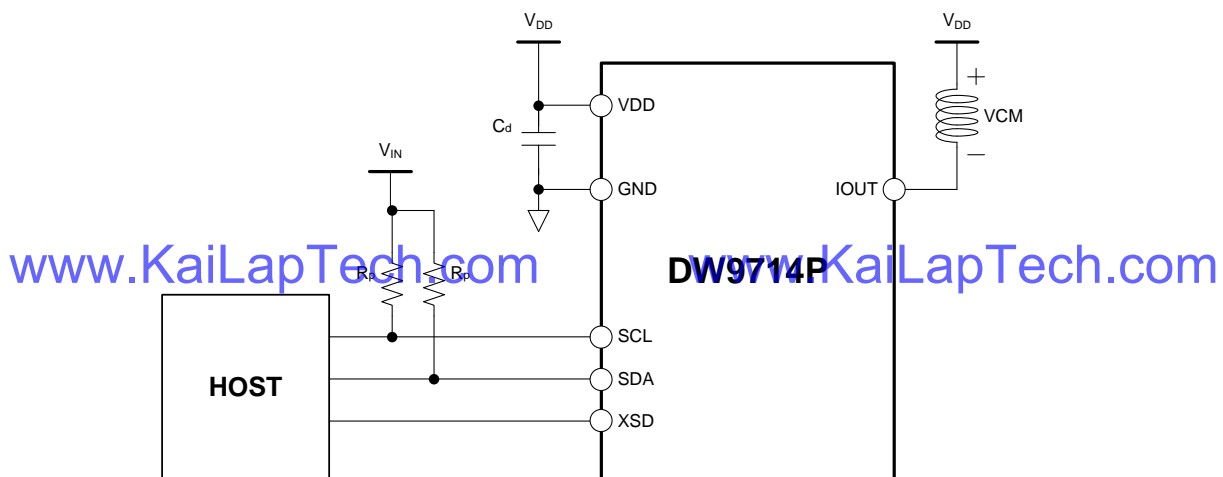 VDD
VDD
+
VDD
Cd
VCM
VIN
−
GND
IOUT
www.KaiLapTech.com
Rp
Rp
DW9714P
www.KaiLapTech.com
SCL
HOST
SDA
XSD